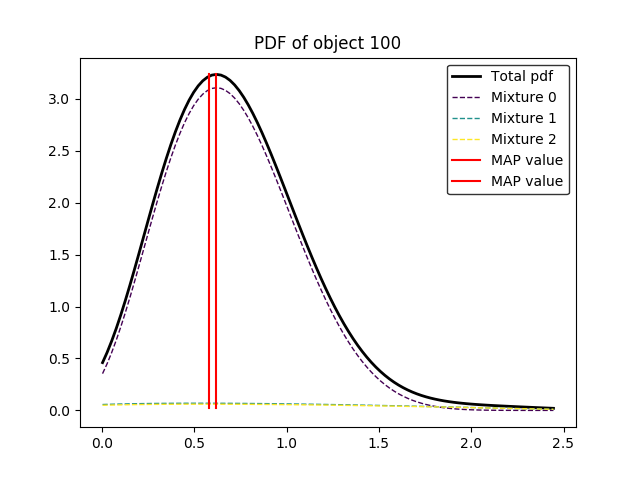 PDF of object 100
Total pdf
Mixture 0
Mixture 1
Mixture 2
MAP value
MAP value
3.0
2.5
2.0
1.5
1.0
0.5
0.0
0.0 0.5 1.0 1.5 2.0 2.5